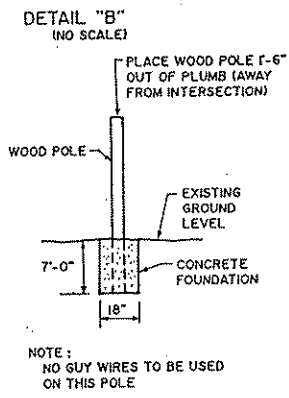 DETAIL "B"
(NO SCALE)
PLACE WOOD POLE 1'-6"
OUT OF PLUMB (AWAY
FROM INTERSECTION)
WOOD POLE
EXISTING
GROUND
LEVEL
7'-0"
CONCRETE
FOUNDATION
18"
NOTE:
NO GUY WIRES TO BE USED
ON THIS POLE